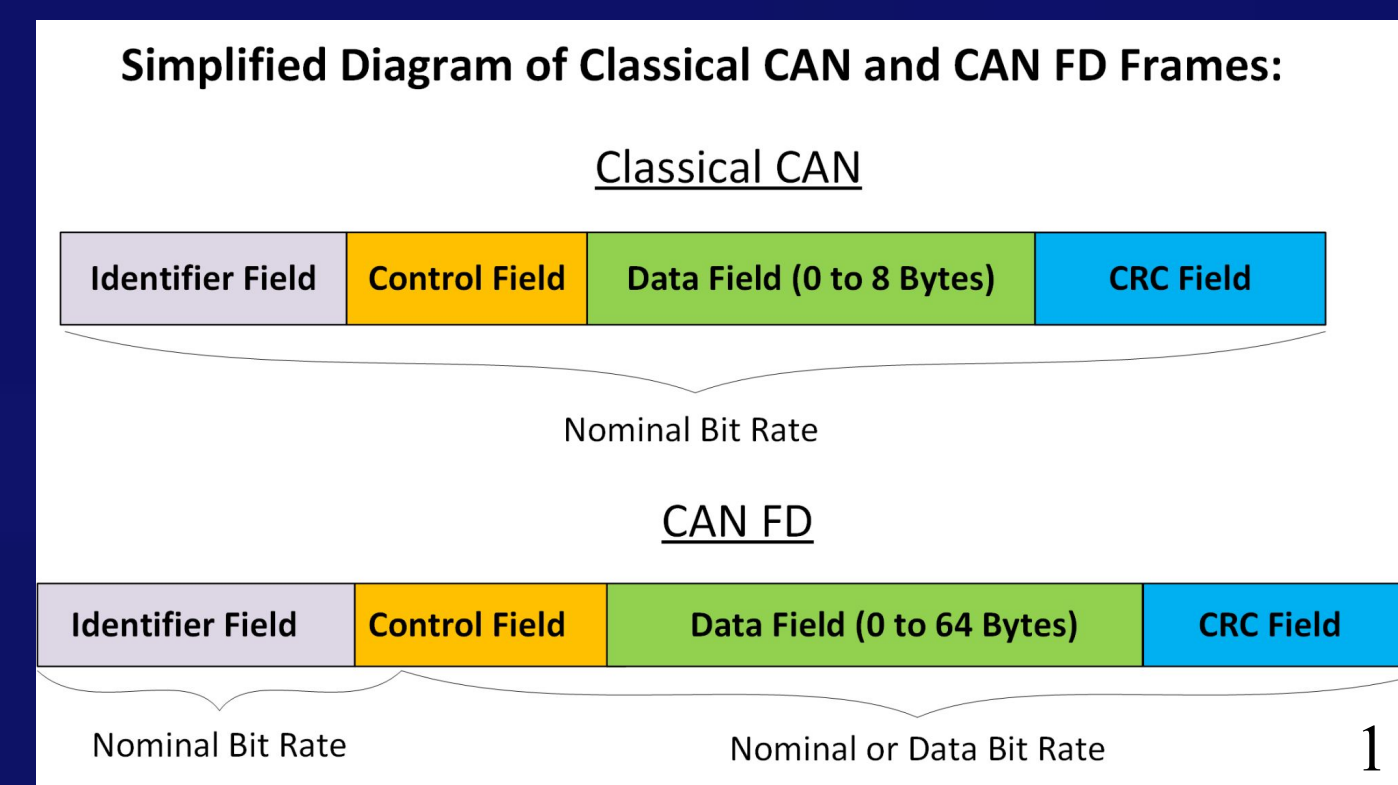 Simplified Diagram of Classical CAN and CAN FD Frames:
Classical CAN
Identifier Field Control Field Data Field (0 to 8 Bytes) CRC Field
Nominal Bit Rate
CAN FD
Identifier Field Control Field Data Field (0 to 64 Bytes) CRC Field
Nominal Bit Rate Nominal or Data Bit Rate 1